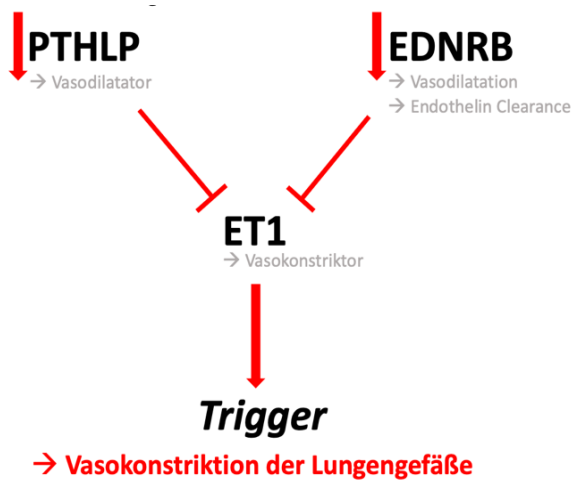 PTHLP
→ Vasodilatator
EDNRB
→ Vasodilatation
→ Endothelin Clearance
ET1
→ Vasokonstriktor
Trigger
→ Vasokonstriktion der Lungengefäße